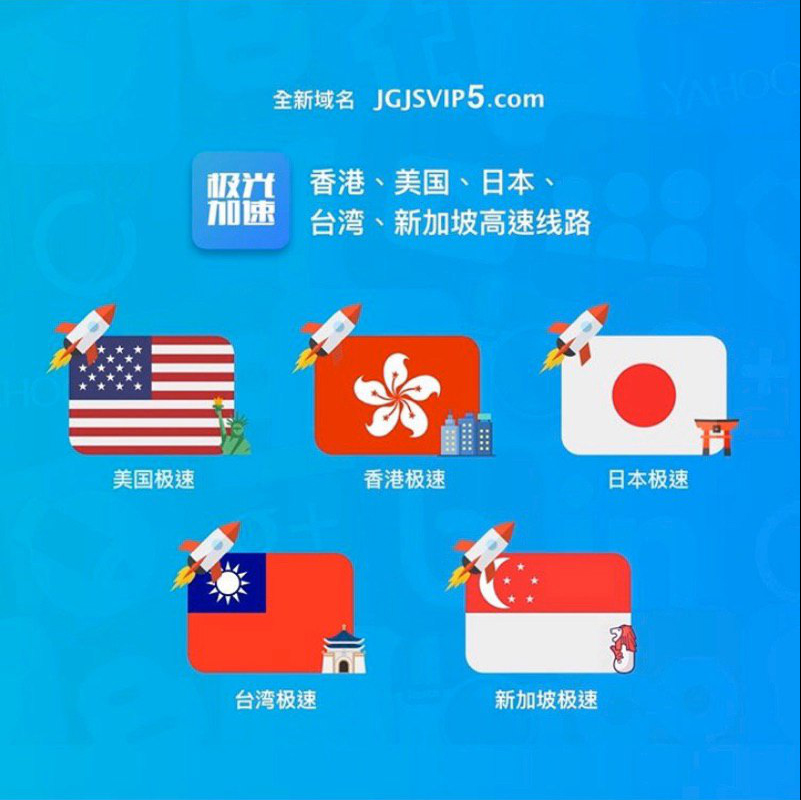 全新域名 JGJSVIP5.com
YAHOO
极光
加速
香港、美国、日本、
台湾、新加坡高速线路
美国极速
香港极速
日本极速
台湾极速
新加坡极速